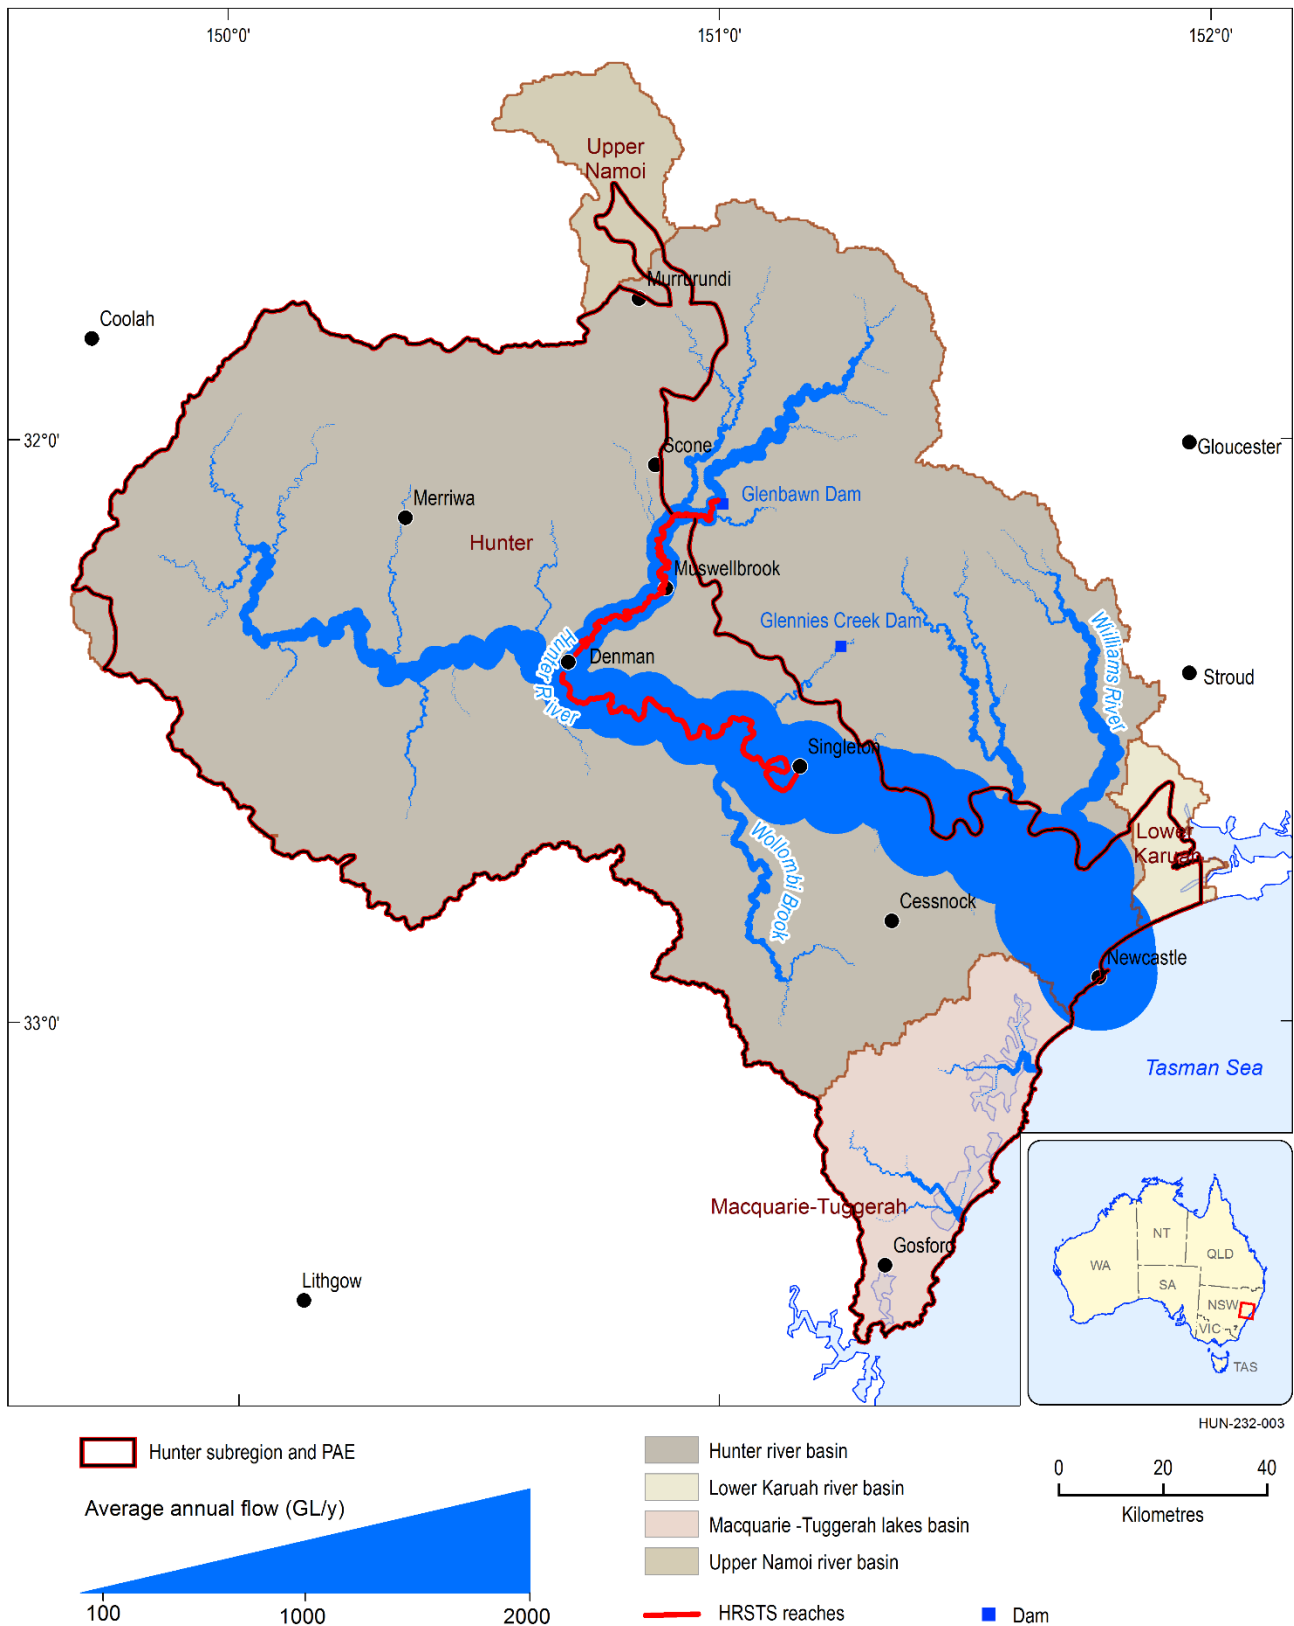 150°0'
151°0'
152°0'
Upper
Namoi
Murrurundi
Coolah
32°0'
Scone
Gloucester
Merriwa
Glenbawn Dam
Hunter
Muswellbrook
Glennies Creek Dam
Williams River
Hunter River
Denman
Stroud
Singleton
Wollombi Brook
Lower
Karuah
Cessnock
Newcastle
33°0'
Tasman Sea
Macquarie-Tuggerah
Gosford
Lithgow
NT
WA
QLD
SA
NSW
VIC
TAS
HUN-232-003
Hunter subregion and PAE
Average annual flow (GL/y)
100
1000
2000
Hunter river basin
Lower Karuah river basin
Macquarie -Tuggerah lakes basin
Upper Namoi river basin
HRSTS reaches
Dam
0
20
40
Kilometres